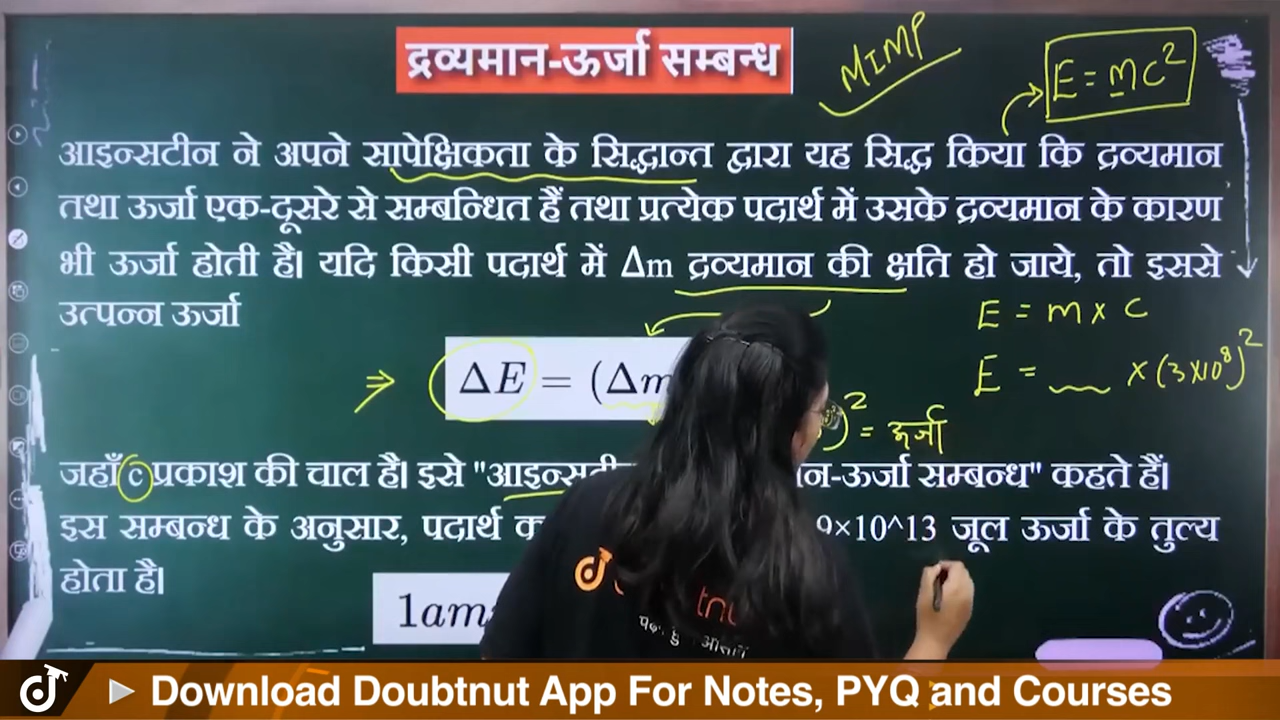 द्रव्यमान-ऊर्जा सम्बन्ध
MIMP
E = mc²
आइन्सटीन ने अपने सापेक्षिकता के सिद्धान्त द्वारा यह सिद्ध किया कि द्रव्यमान
तथा ऊर्जा एक-दूसरे से सम्बन्धित हैं तथा प्रत्येक पदार्थ में उसके द्रव्यमान के कारण
भी ऊर्जा होती है। यदि किसी पदार्थ में Δm द्रव्यमान की क्षति हो जाये, तो इससे
उत्पन्न ऊर्जा
E = m × c
E = __ × (3×10⁸)²
⇒ ΔE = (Δm
)² = ऊर्जा
जहाँ c प्रकाश की चाल है। इसे "आइन्सटी न-ऊर्जा सम्बन्ध" कहते हैं।
इस सम्बन्ध के अनुसार, पदार्थ क 9×10^13 जूल ऊर्जा के तुल्य
होता है।
1am
Download Doubtnut App For Notes, PYQ and Courses